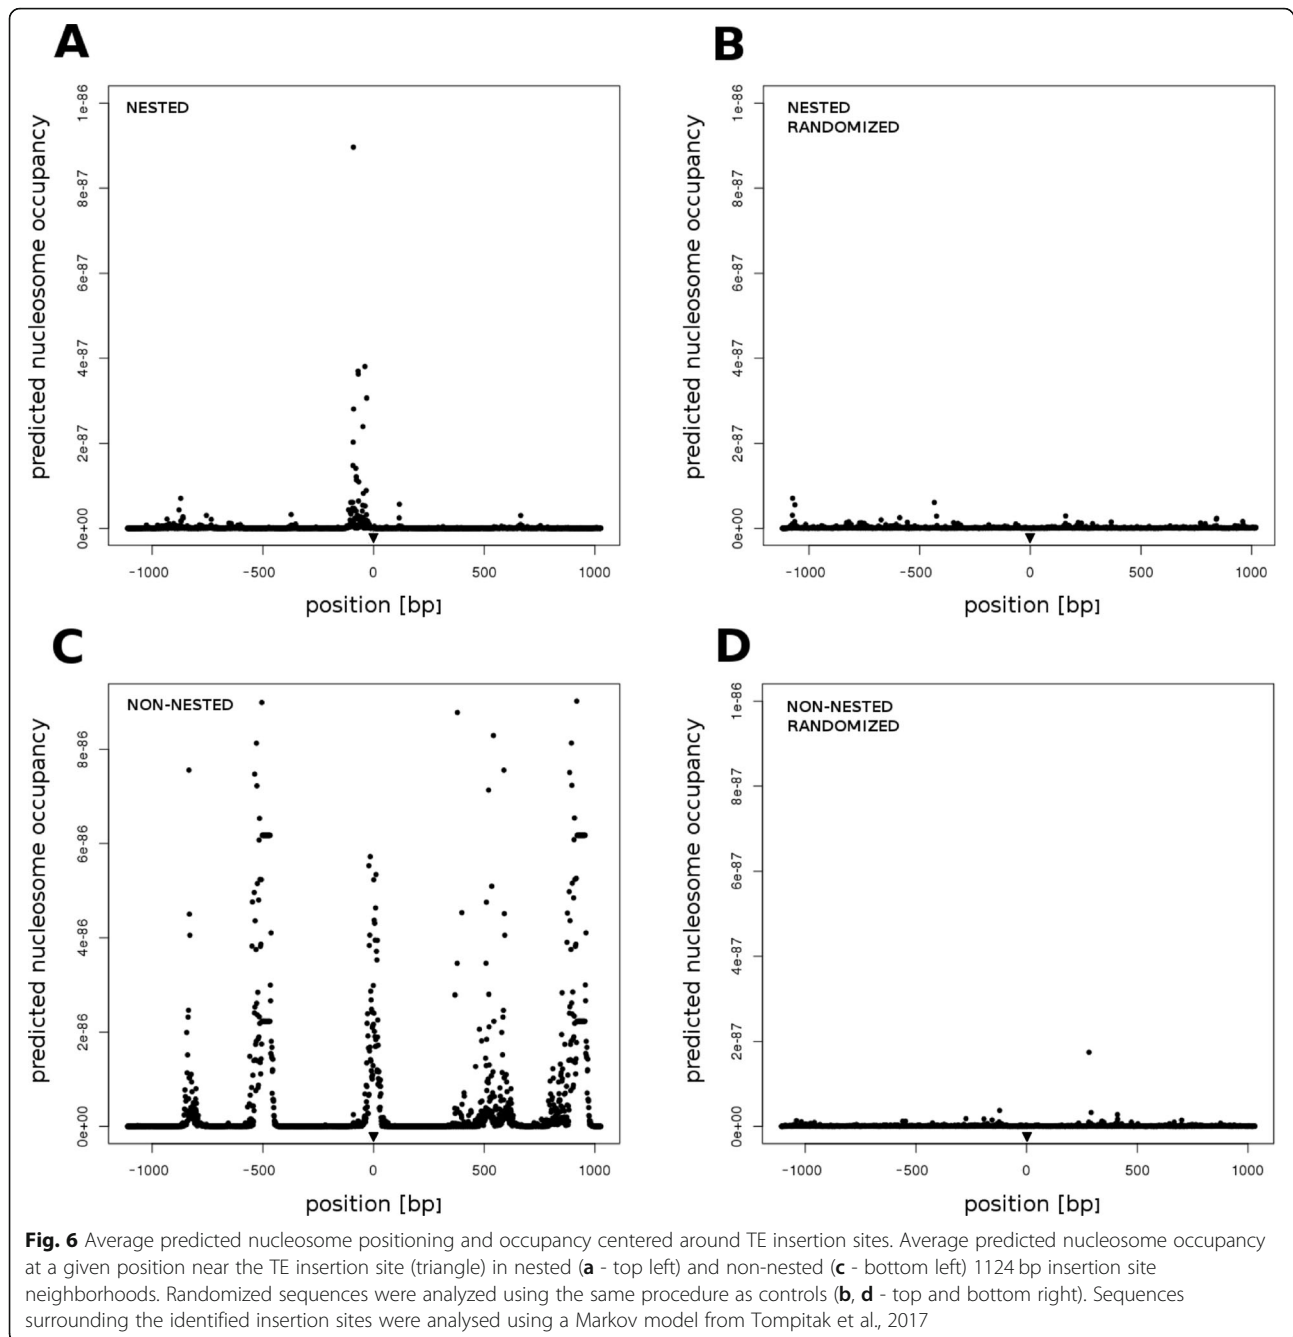 A
NESTED
predicted nucleosome occupancy
1e-86
8e-87
6e-87
4e-87
2e-87
0e+00
-1000 -500 0 500 1000
position [bp]
B
NESTED
RANDOMIZED
predicted nucleosome occupancy
1e-86
8e-87
6e-87
4e-87
2e-87
0e+00
-1000 -500 0 500 1000
position [bp]
C
NON-NESTED
predicted nucleosome occupancy
8e-86
6e-86
4e-86
2e-86
0e+00
-1000 -500 0 500 1000
position [bp]
D
NON-NESTED
RANDOMIZED
predicted nucleosome occupancy
1e-86
8e-87
6e-87
4e-87
2e-87
0e+00
-1000 -500 0 500 1000
position [bp]
Fig. 6 Average predicted nucleosome positioning and occupancy centered around TE insertion sites. Average predicted nucleosome occupancy
at a given position near the TE insertion site (triangle) in nested (a - top left) and non-nested (c - bottom left) 1124 bp insertion site
neighborhoods. Randomized sequences were analyzed using the same procedure as controls (b, d - top and bottom right). Sequences
surrounding the identified insertion sites were analysed using a Markov model from Tompitak et al., 2017